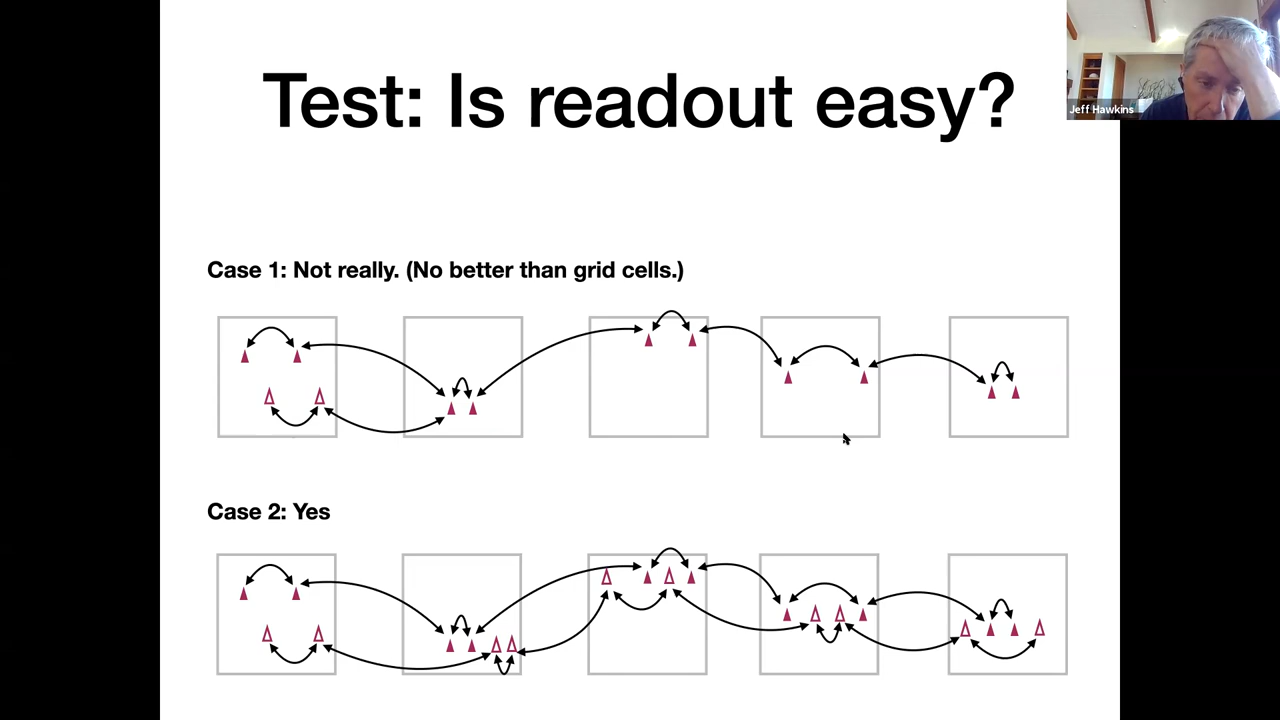 Test: Is readout easy?
Jeff Hawkins
Case 1: Not really. (No better than grid cells.)
Case 2: Yes